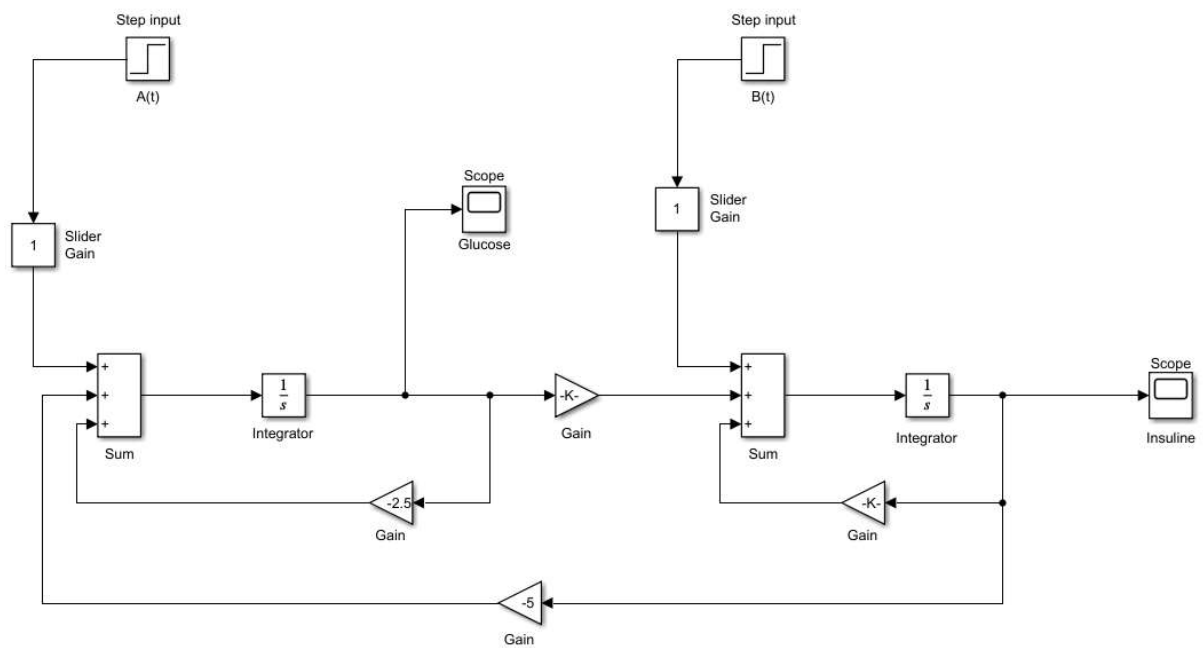 Step input
A(t)
Step input
B(t)
1
Slider
Gain
Scope
Glucose
1
Slider
Gain
+
+
+
Sum
1
s
Integrator
-K-
Gain
+
+
+
Sum
1
s
Integrator
Scope
Insuline
-2.5
Gain
-K-
Gain
-5
Gain